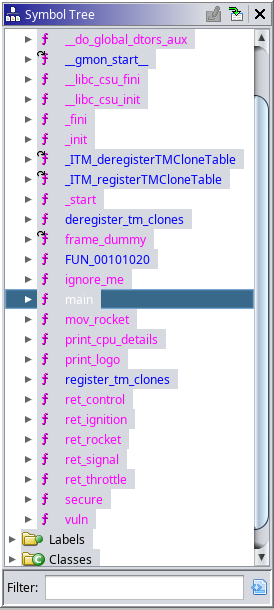 Symbol Tree
__do_global_dtors_aux
__gmon_start__
__libc_csu_fini
__libc_csu_init
_fini
_init
_ITM_deregisterTMCloneTable
_ITM_registerTMCloneTable
_start
deregister_tm_clones
frame_dummy
FUN_00101020
ignore_me
main
mov_rocket
print_cpu_details
print_logo
register_tm_clones
ret_control
ret_ignition
ret_rocket
ret_signal
ret_throttle
secure
vuln
Labels
Classes
Filter: